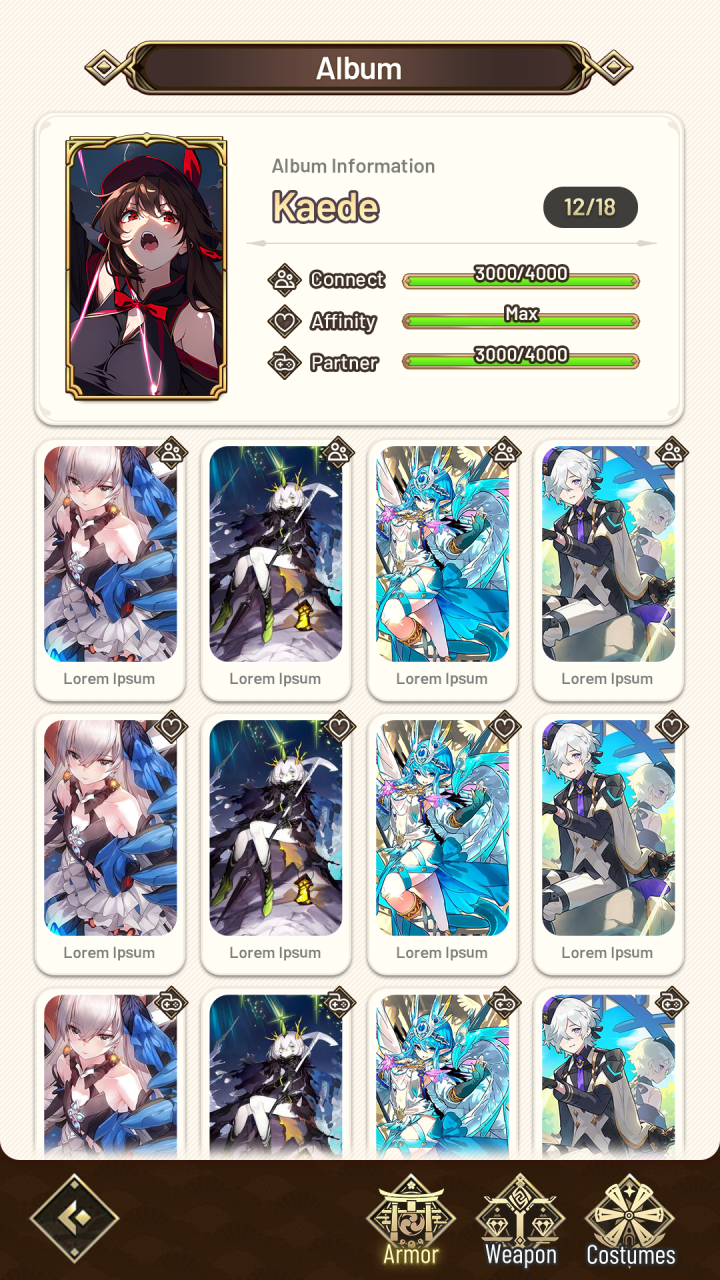 Album
Album Information
Kaede
12/18
Connect 3000/4000
Affinity Max
Partner 3000/4000
Lorem Ipsum Lorem Ipsum Lorem Ipsum Lorem Ipsum
Lorem Ipsum Lorem Ipsum Lorem Ipsum Lorem Ipsum
Armor Weapon Costumes